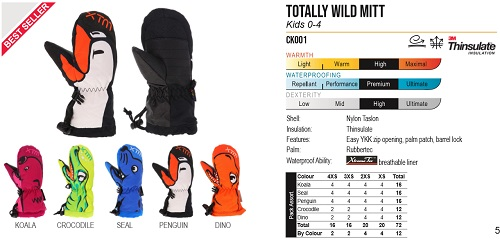 BEST SELLER
XTM
KOALA CROCODILE SEAL PENGUIN DINO
TOTALLY WILD MITT
Kids 0-4
CK001
3M
Thinsulate
INSULATION
WARMTH
Light Warm High Maximal
WATERPROOFING
Repellant Performance Premium Ultimate
DEXTERITY
Low Mid High Ultimate
Shell: Nylon Taslon
Insulation: Thinsulate
Features: Easy YKK zip opening, palm patch, barrel lock
Palm: Rubbertec
Waterproof Ability: XtremeTex breathable liner
Pack Assort
Colour 4XS 3XS 2XS XS Total
Koala 4 4 4 4 16
Seal 4 4 4 4 16
Penguin 4 4 4 4 16
Crocodile 2 2 4 4 12
Dino 2 2 4 4 12
Total 16 16 20 20 72
By Colour 2 2 4 4 12
5